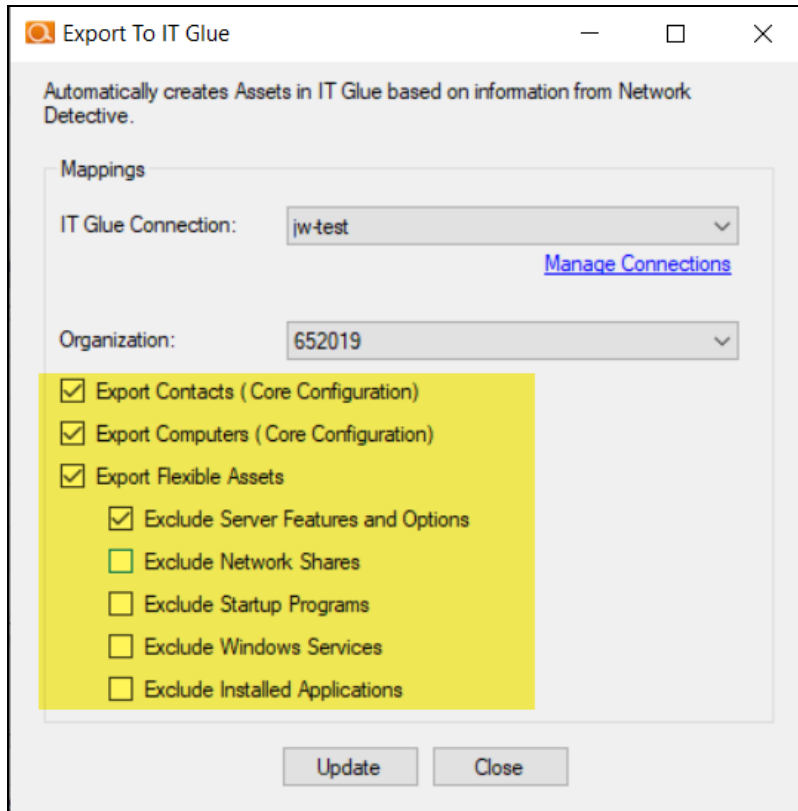 Export To IT Glue
Automatically creates Assets in IT Glue based on information from Network
Detective.
Mappings
IT Glue Connection:
jw-test
Manage Connections
Organization:
652019
Export Contacts (Core Configuration)
Export Computers (Core Configuration)
Export Flexible Assets
Exclude Server Features and Options
Exclude Network Shares
Exclude Startup Programs
Exclude Windows Services
Exclude Installed Applications
Update
Close